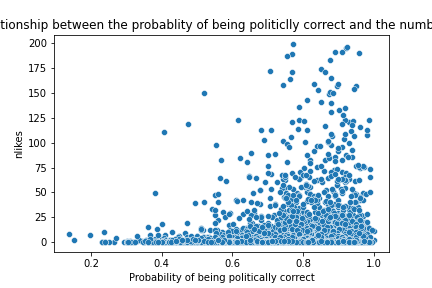 tionship between the probablity of being politiclly correct and the numb
200
175
150
125
100
75
50
25
0
nlikes
0.2 0.4 0.6 0.8 1.0
Probability of being politically correct